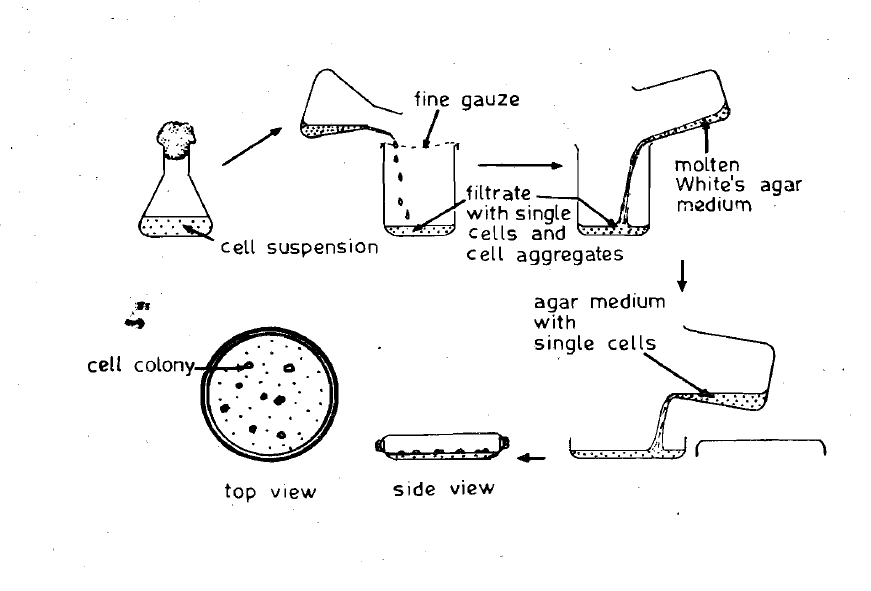 fine gauze
molten
White's agar
medium
filtrate
with single
cells and
cell aggregates
cell suspension
agar medium
with
single cells
cell colony
top view
side view